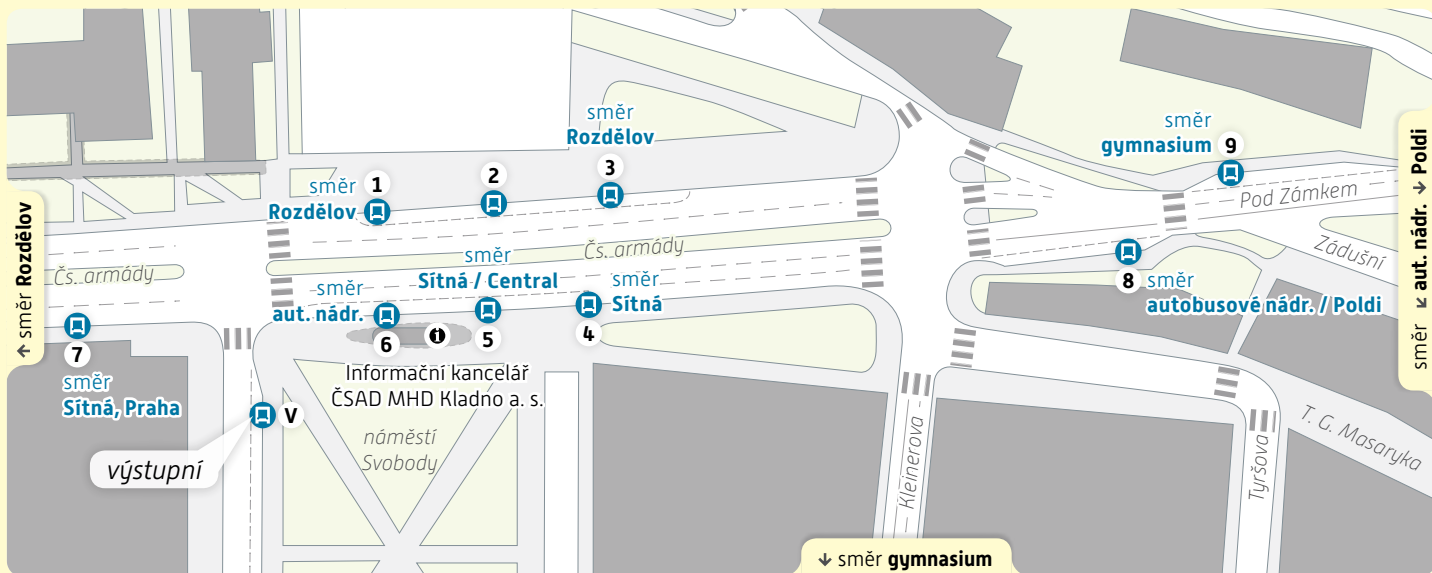 směr
Rozdělov
směr
gymnasium
9
3
2
1
směr
Rozdělov
Pod Zámkem
Zádušní
Čs. armády
Čs. armády
směr
Sítná / Central
směr
Sítná
směr
aut. nádr.
6
i
5
4
8
směr
autobusové nádr. / Poldi
7
směr
Sítná, Praha
Informační kancelář
ČSAD MHD Kladno a. s.
V
výstupní
náměstí
Svobody
Kleinerova
Tyršova
T. G. Masaryka
↑ směr Rozdělov
směr ↙ aut. nádr. ↓ Poldi
↓ směr gymnasium